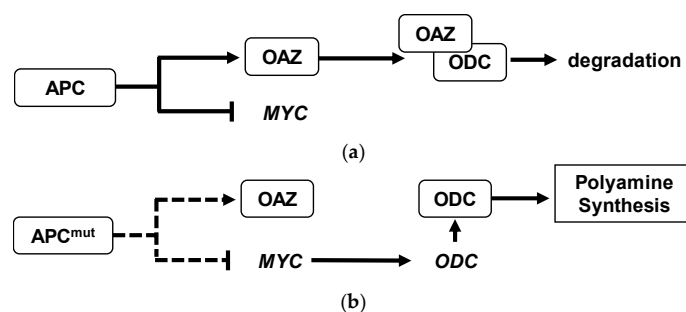 OAZ
OAZ
ODC
degradation
APC
MYC
(a)
OAZ
ODC
Polyamine
Synthesis
APCmut
MYC
ODC
(b)